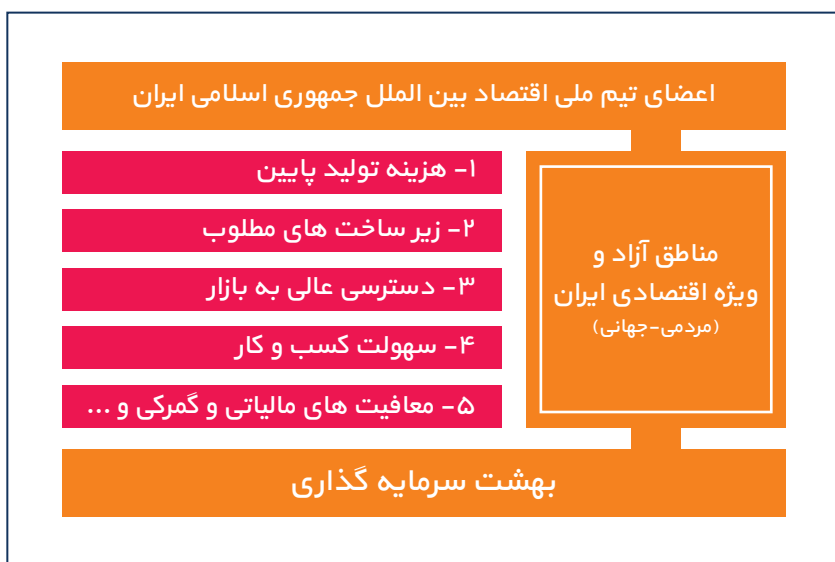 اعضای تیم ملی اقتصاد بین الملل جمهوری اسلامی ایران
مناطق آزاد و
ویژه اقتصادی ایران
(مردمی-جهانی)
۱- هزینه تولید پایین
۲- زیر ساخت های مطلوب
۳- دسترسی عالی به بازار
۴- سهولت کسب و کار
۵- معافیت های مالیاتی و گمرکی و ...
بهشت سرمایه گذاری